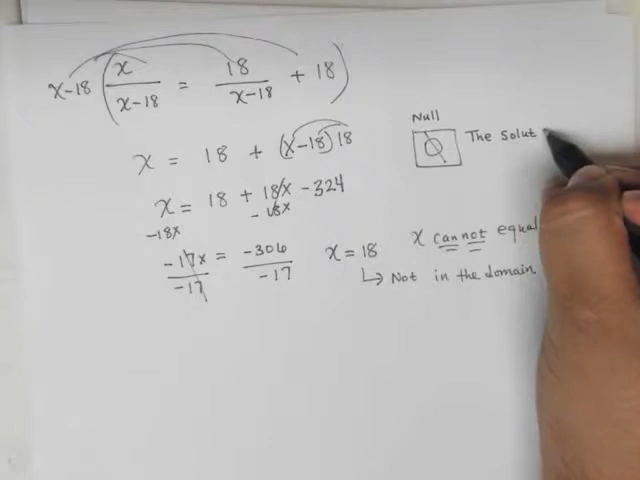 x-18 ( x/x-18 = 18/x-18 + 18 )
x = 18 + (x-18)18
x = 18 + 18x -324
-18x -18x
-17x/-17 = -306/-17
x = 18
↳ Not in the domain
x cannot equal
Null
∅ The Solut